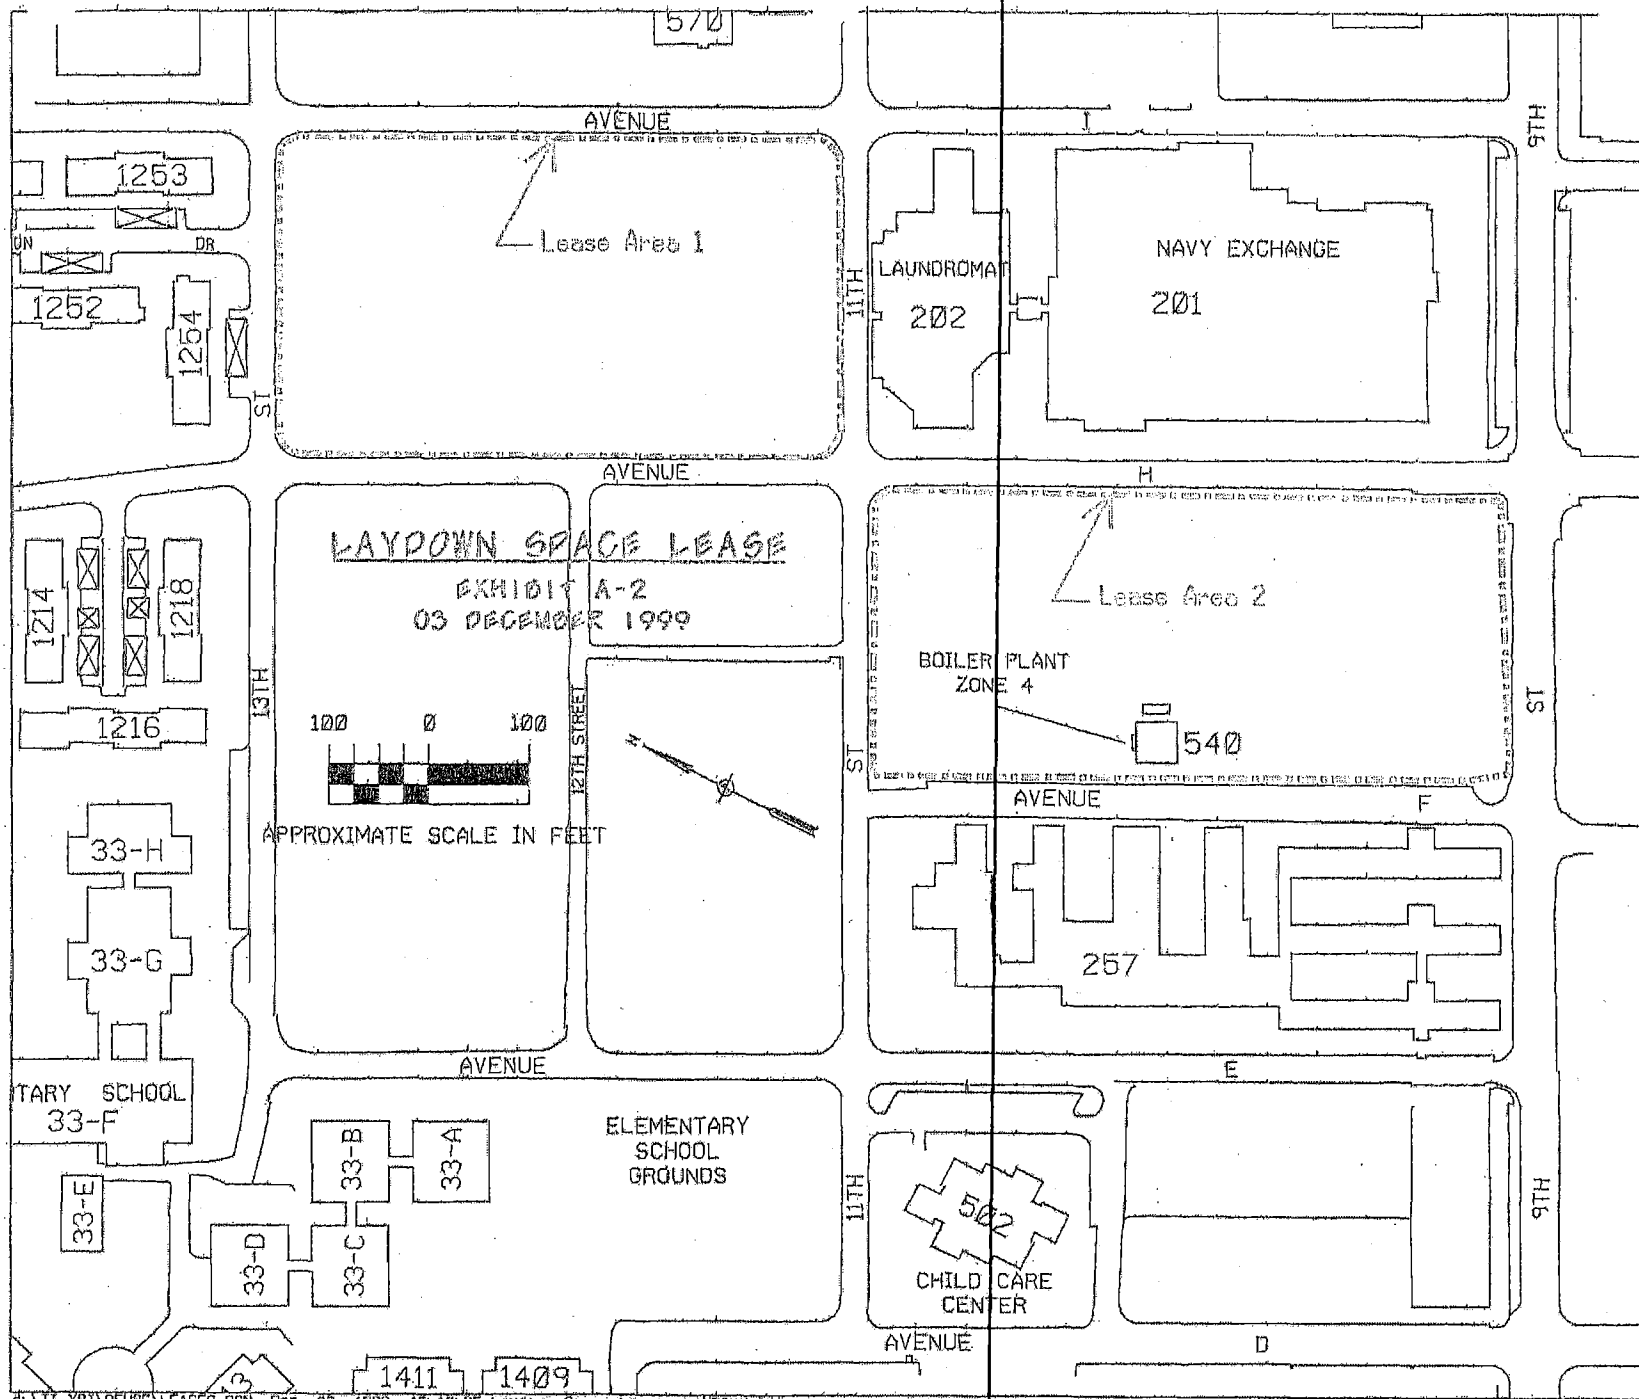 570
AVENUE
I
9TH
1253
UN
DR
Lease Area 1
NAVY EXCHANGE
LAUNDROMAT
11TH
1252
202
201
1254
ST
AVENUE
H
LAYDOWN SPACE LEASE
EXHIBIT A-2
03 DECEMBER 1999
Lease Area 2
1214
1218
BOILER PLANT
ZONE 4
13TH
12TH STREET
ST
1216
100 0 100
N
540
ST
AVENUE
F
APPROXIMATE SCALE IN FEET
33-H
33-G
257
AVENUE
E
TARY SCHOOL
33-F
33-B
33-A
ELEMENTARY
SCHOOL
GROUNDS
33-E
11TH
502
9TH
33-D
33-C
CHILD CARE
CENTER
AVENUE
D
3
1411
1409